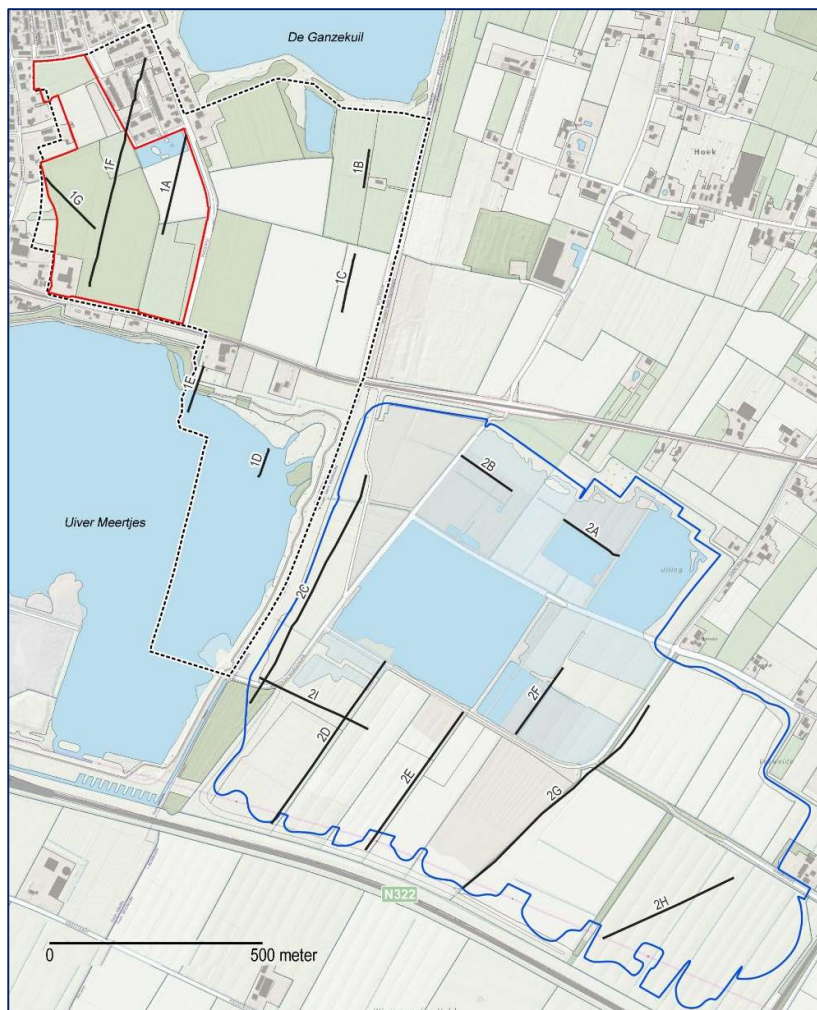 De Ganzekuil
Hoek
1F
1A
1B
1G
1C
1E
1D
2B
2A
Uiver Meertjes
2C
2F
2I
2D
2E
2G
2H
N322
0
500 meter